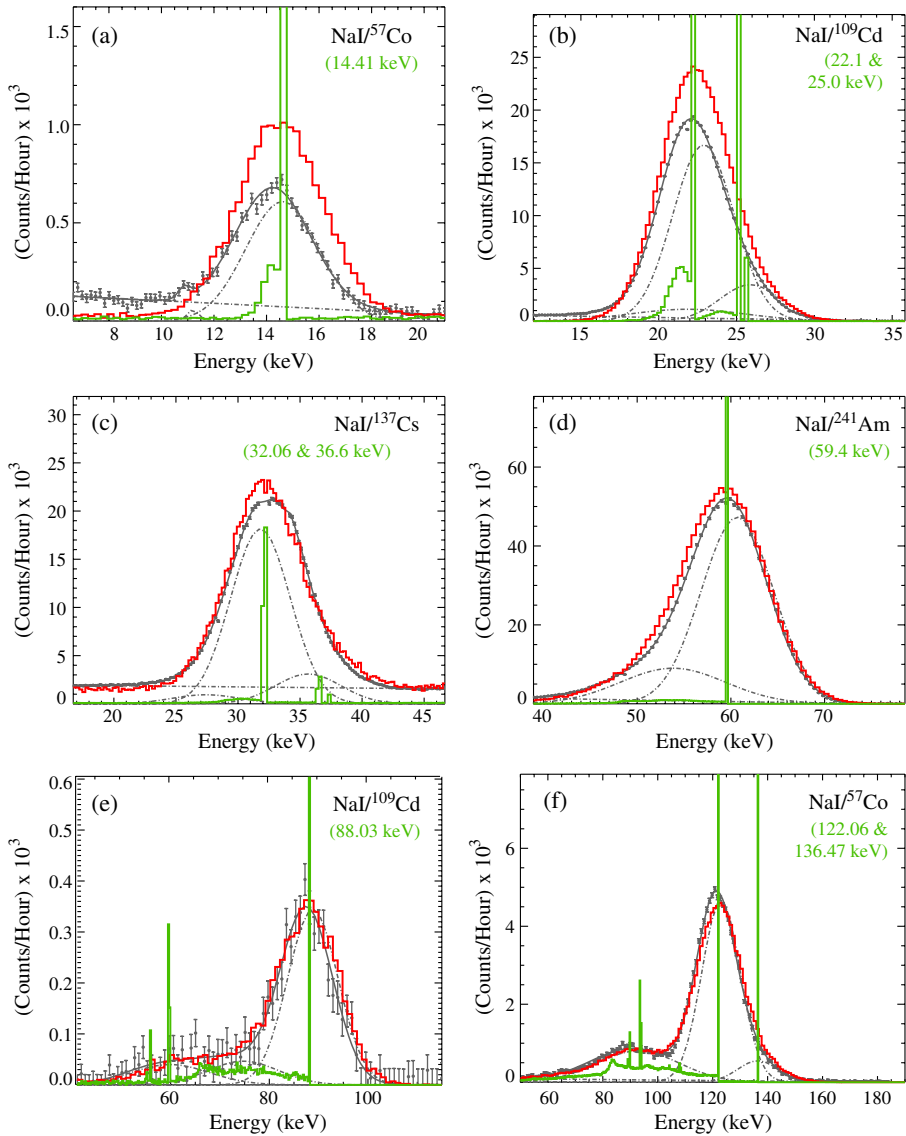 (a) NaI/⁵⁷Co
(14.41 keV)
(Counts/Hour) x 10³
1.5
1.0
0.5
0.0
8 10 12 14 16 18 20
Energy (keV)
(b) NaI/¹⁰⁹Cd
(22.1 &
25.0 keV)
(Counts/Hour) x 10³
25
20
15
10
5
0
15 20 25 30 35
Energy (keV)
(c) NaI/¹³⁷Cs
(32.06 & 36.6 keV)
(Counts/Hour) x 10³
30
25
20
15
10
5
0
20 25 30 35 40 45
Energy (keV)
(d) NaI/²⁴¹Am
(59.4 keV)
(Counts/Hour) x 10³
60
40
20
0
40 50 60 70
Energy (keV)
(e) NaI/¹⁰⁹Cd
(88.03 keV)
(Counts/Hour) x 10³
0.6
0.5
0.4
0.3
0.2
0.1
0.0
60 80 100
Energy (keV)
(f) NaI/⁵⁷Co
(122.06 &
136.47 keV)
(Counts/Hour) x 10³
6
4
2
0
60 80 100 120 140 160 180
Energy (keV)